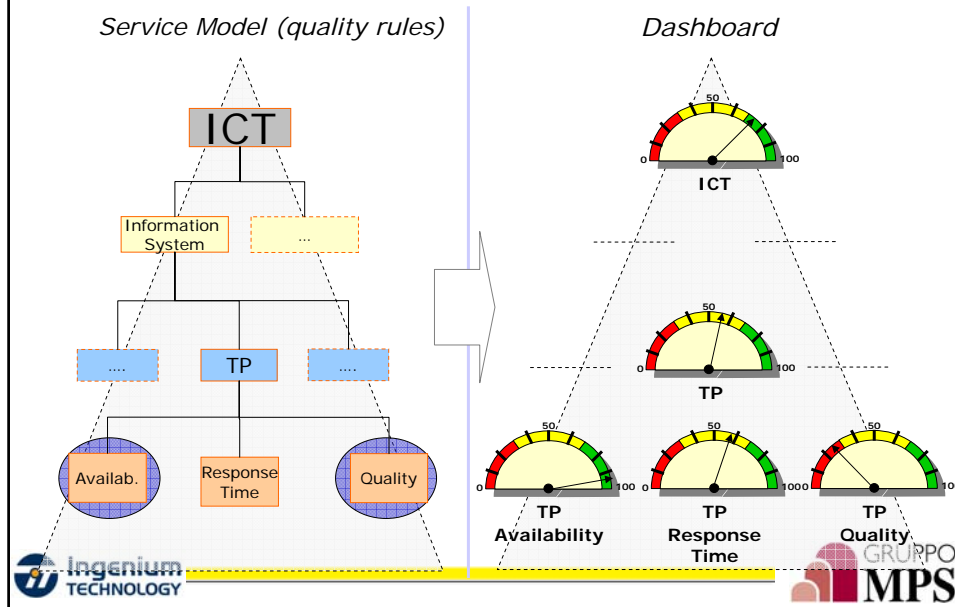 Service Model (quality rules)
Dashboard
ICT
Information
System
...
....
TP
....
Availab.
Response
Time
Quality
50
0
100
ICT
50
0
100
TP
50
0
100
TP
Availability
50
0
100
TP
Response
Time
50
0
100
TP
Quality
ingenium
TECHNOLOGY
GRUPPO
MPS